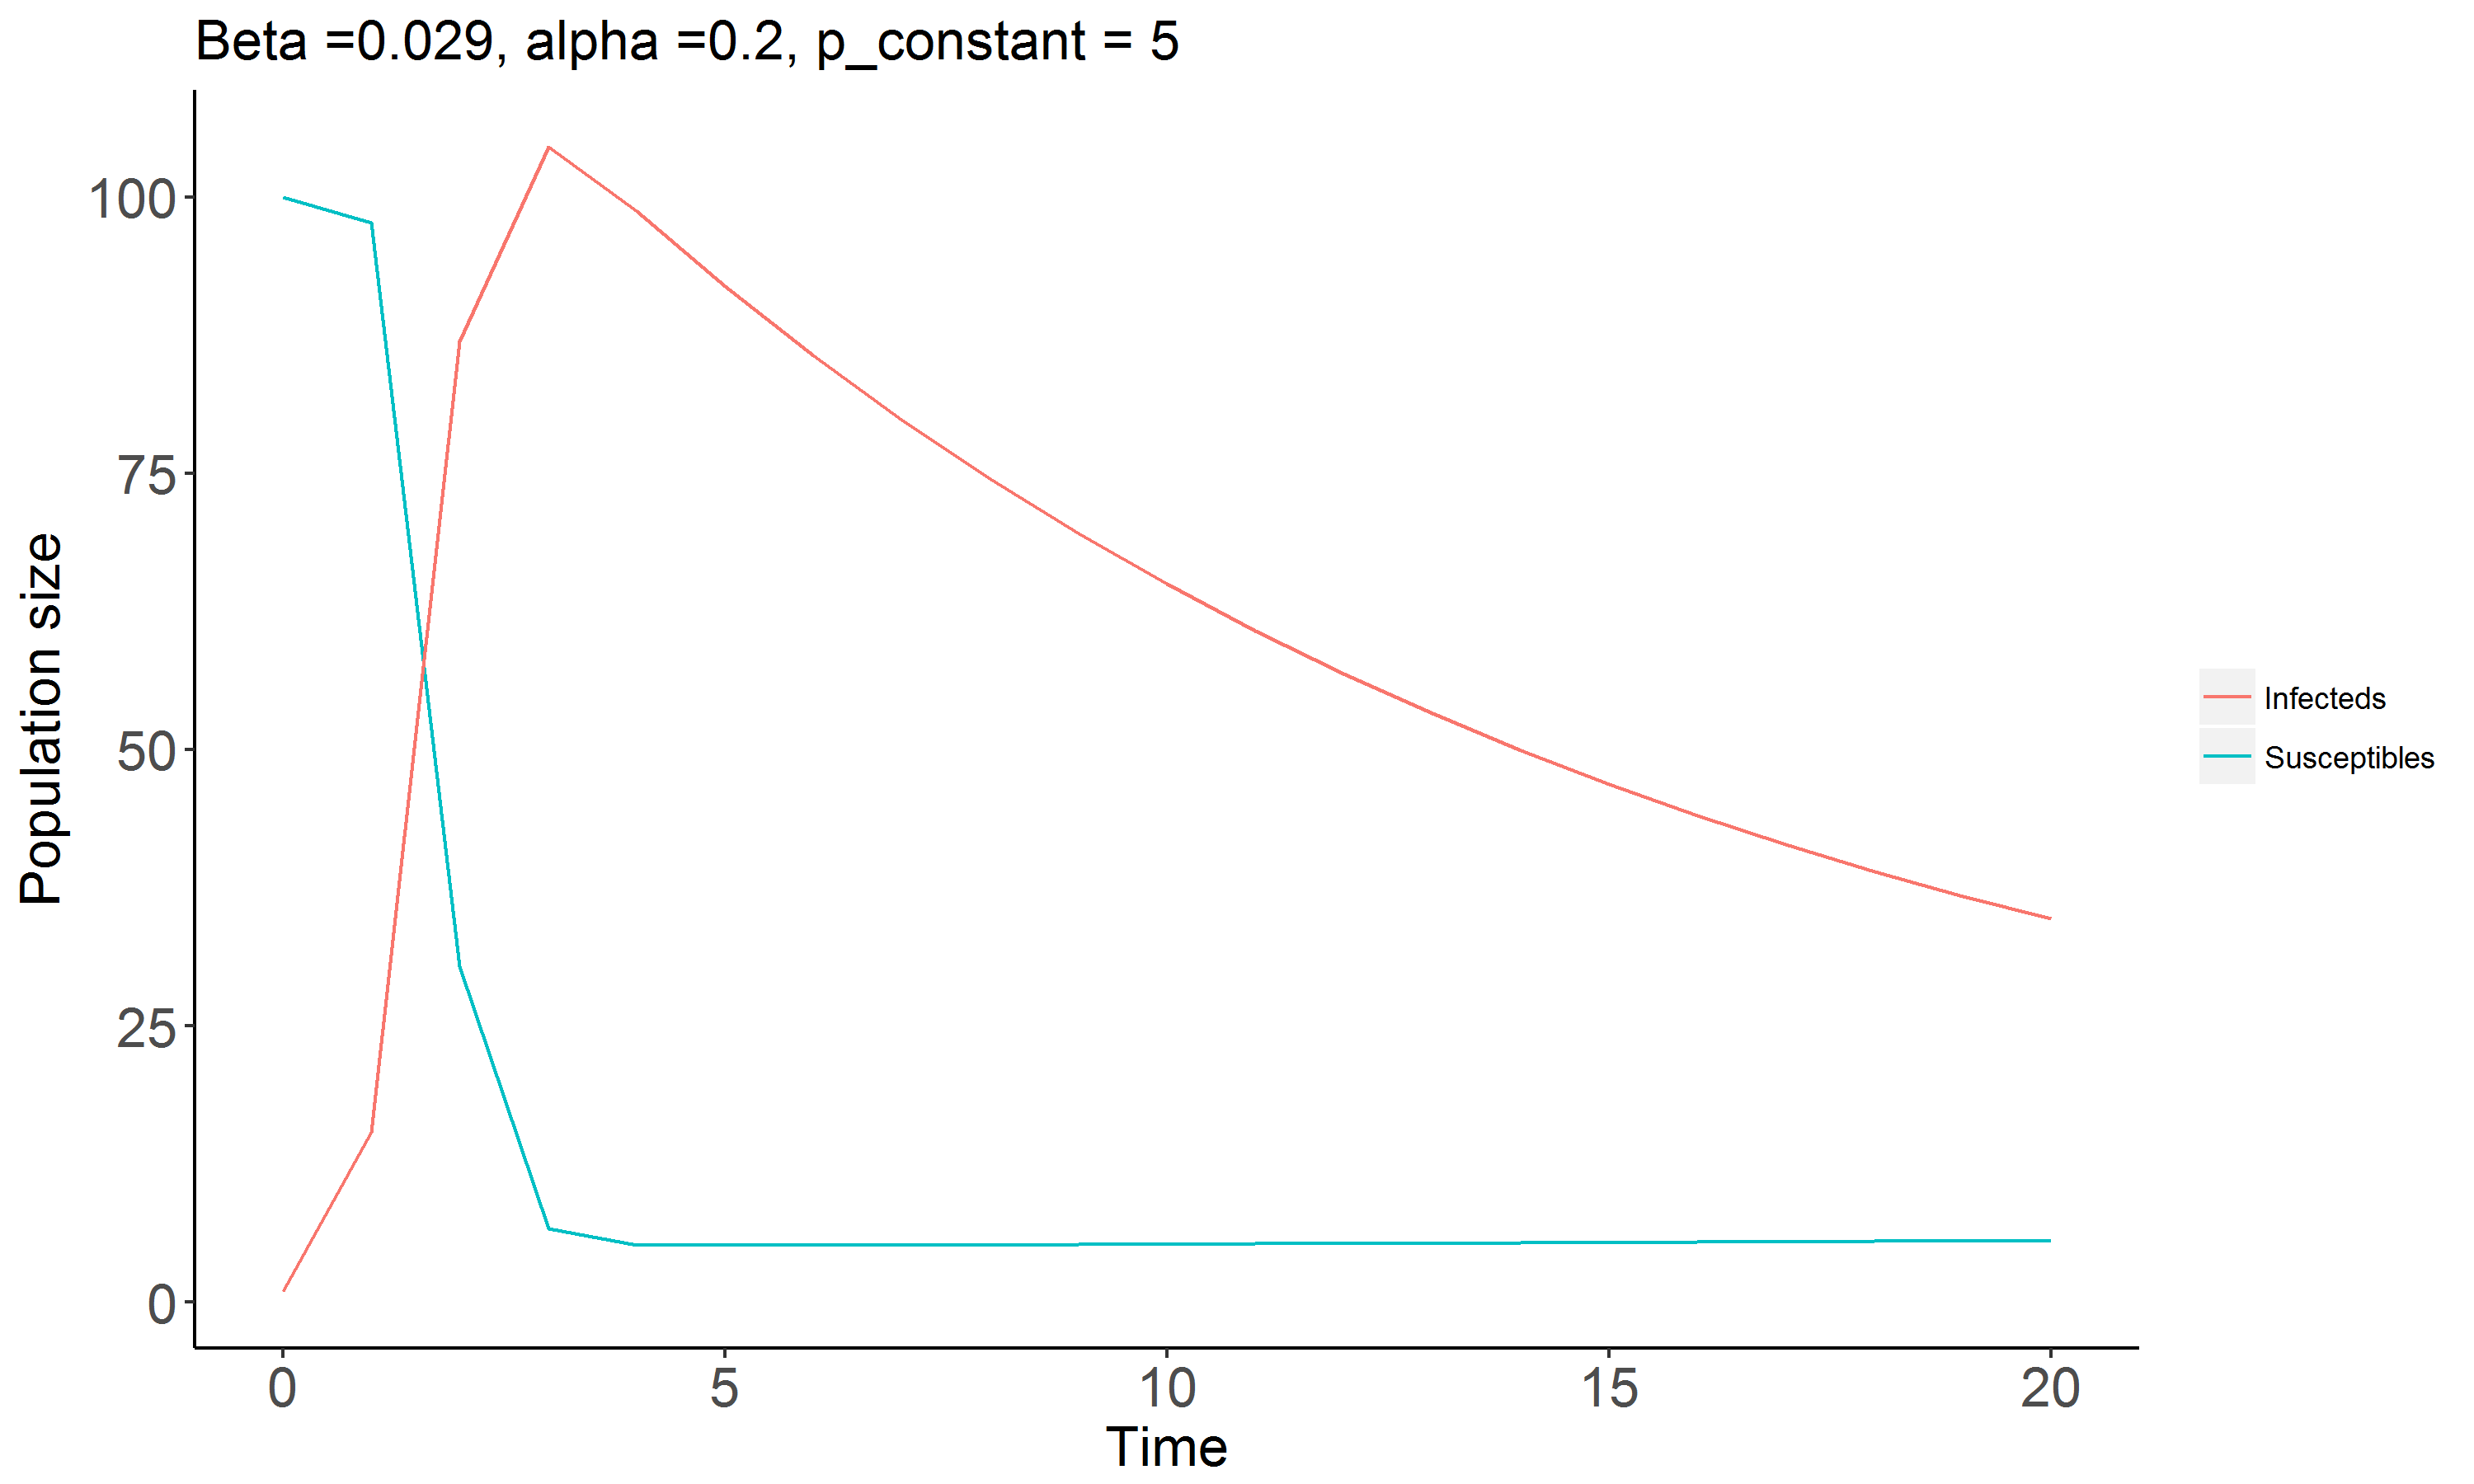 Beta =0.029, alpha =0.2, p_constant = 5
Population size
100
75
50
25
0
0 5 10 15 20
Time
Infecteds
Susceptibles